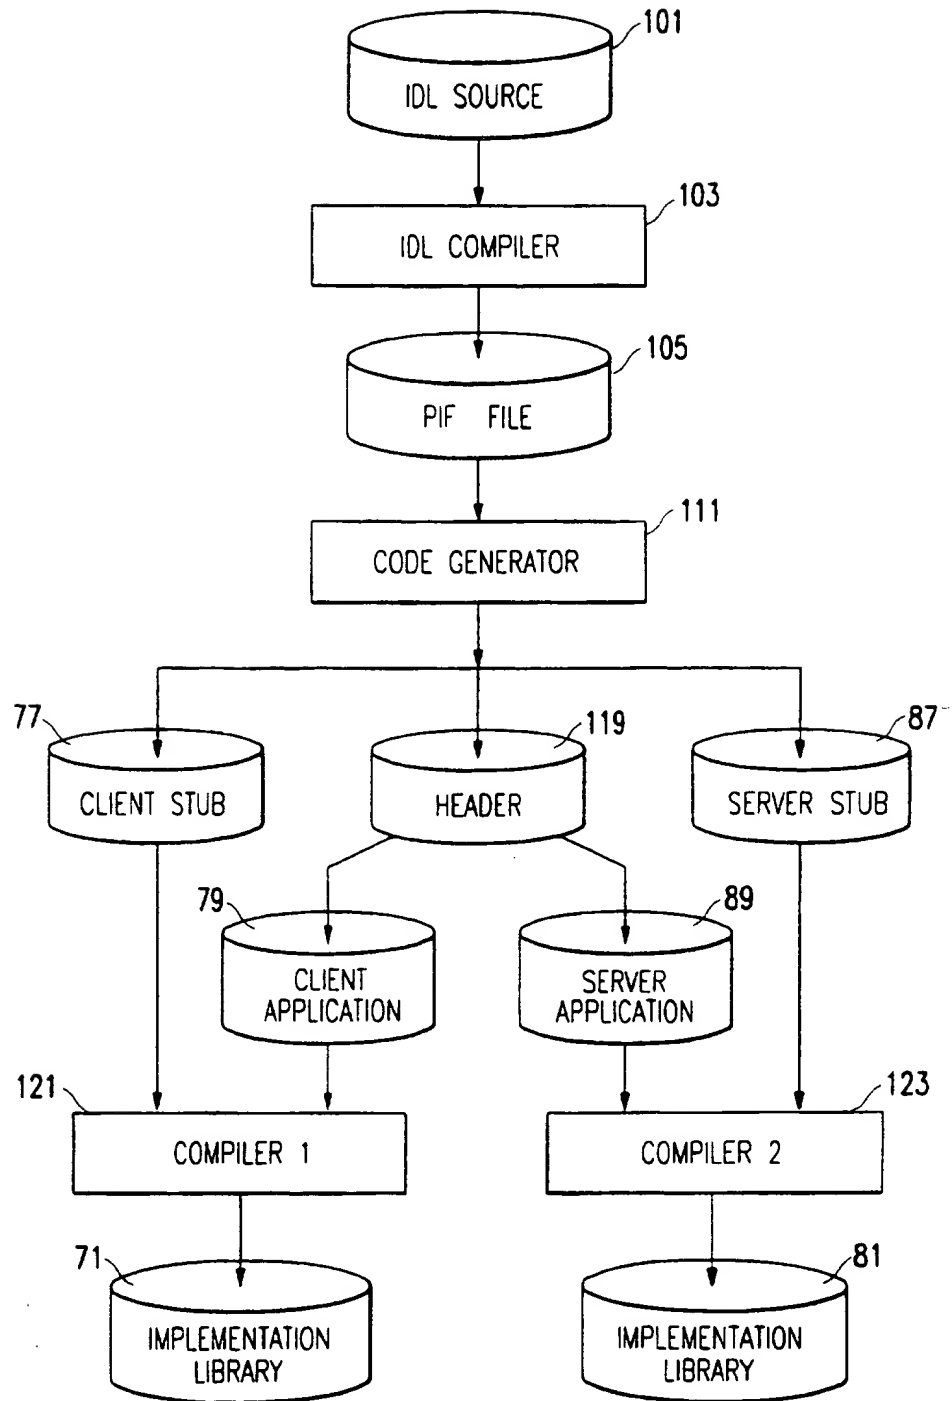 101
IDL SOURCE
103
IDL COMPILER
105
PIF FILE
111
CODE GENERATOR
77
119
87
CLIENT STUB
HEADER
SERVER STUB
79
89
CLIENT
APPLICATION
SERVER
APPLICATION
121
123
COMPILER 1
COMPILER 2
71
81
IMPLEMENTATION
LIBRARY
IMPLEMENTATION
LIBRARY